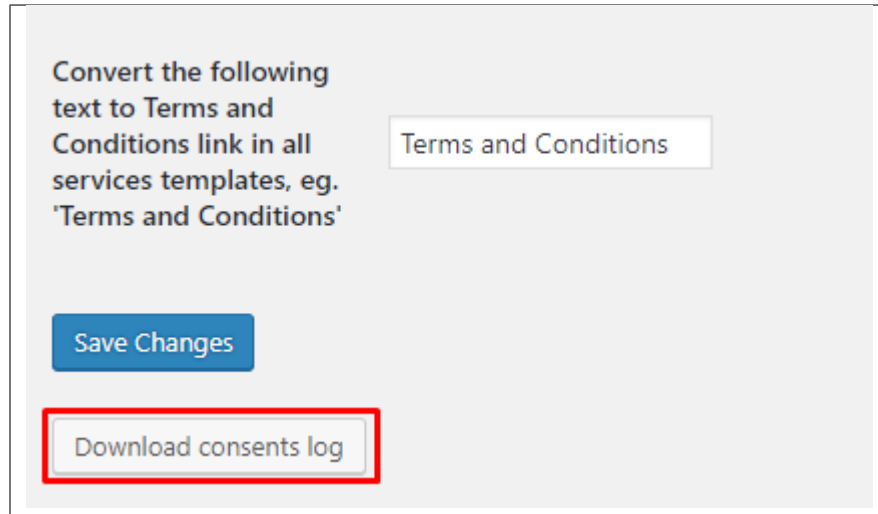 Convert the following
text to Terms and
Conditions link in all
services templates, eg.
'Terms and Conditions'
Terms and Conditions
Save Changes
Download consents log